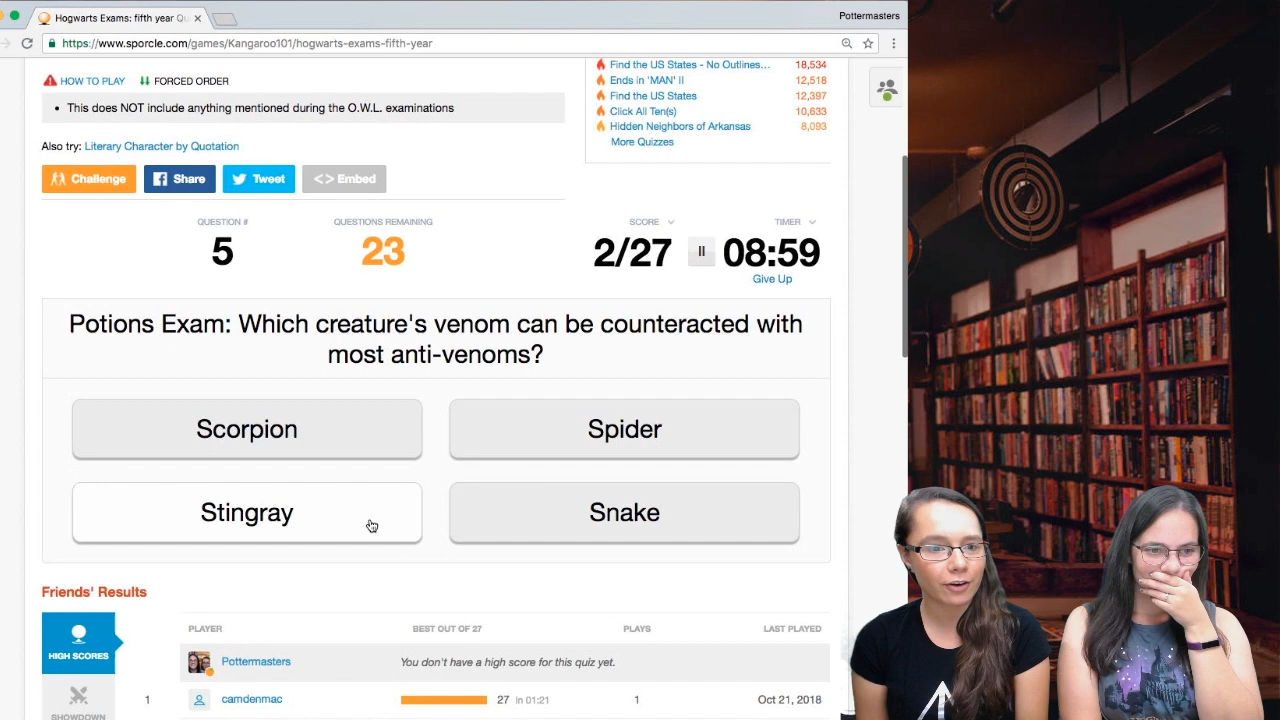 Hogwarts Exams: fifth year Qu
Pottermasters
https://www.sporcle.com/games/Kangaroo101/hogwarts-exams-fifth-year
HOW TO PLAY FORCED ORDER
This does NOT include anything mentioned during the O.W.L. examinations
Also try: Literary Character by Quotation
Challenge Share Tweet <> Embed
Find the US States - No Outlines... 18,534
Ends in 'MAN' II 12,518
Find the US States 12,397
Click All Ten(s) 10,633
Hidden Neighbors of Arkansas 8,093
More Quizzes
QUESTION # QUESTIONS REMAINING SCORE TIMER
5 23 2/27 08:59
Give Up
Potions Exam: Which creature's venom can be counteracted with
most anti-venoms?
Scorpion Spider
Stingray Snake
Friends' Results
HIGH SCORES
SHOWDOWN
PLAYER BEST OUT OF 27 PLAYS LAST PLAYED
Pottermasters You don't have a high score for this quiz yet.
1 camdenmac 27 in 01:21 1 Oct 21, 2018